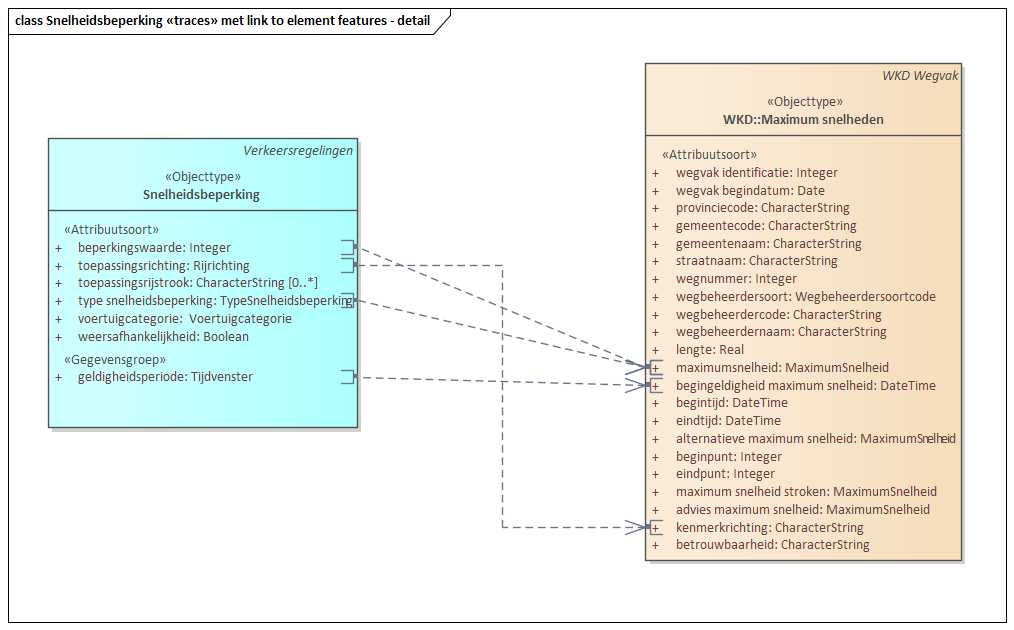 class Snelheidsbeperking «traces» met link to element features - detail
Verkeersregelingen
«Objecttype»
Snelheidsbeperking
«Attribuutsoort»
+ beperkingswaarde: Integer
+ toepassingsrichting: Rijrichting
+ toepassingsrijstrook: CharacterString [0..*]
+ type snelheidsbeperking: TypeSnelheidsbeperking
+ voertuigcategorie: Voertuigcategorie
+ weersafhankelijkheid: Boolean
«Gegevensgroep»
+ geldigheidsperiode: Tijdvenster
WKD Wegvak
«Objecttype»
WKD::Maximum snelheden
«Attribuutsoort»
+ wegvak identificatie: Integer
+ wegvak begindatum: Date
+ provinciecode: CharacterString
+ gemeentecode: CharacterString
+ gemeentenaam: CharacterString
+ straatnaam: CharacterString
+ wegnummer: Integer
+ wegbeheerdersoort: Wegbeheerdersoortcode
+ wegbeheerdercode: CharacterString
+ wegbeheerdernaam: CharacterString
+ lengte: Real
+ maximumsnelheid: MaximumSnelheid
+ begingeldigheid maximum snelheid: DateTime
+ begintijd: DateTime
+ eindtijd: DateTime
+ alternatieve maximum snelheid: MaximumSnelheid
+ beginpunt: Integer
+ eindpunt: Integer
+ maximum snelheid stroken: MaximumSnelheid
+ advies maximum snelheid: MaximumSnelheid
+ kenmerkrichting: CharacterString
+ betrouwbaarheid: CharacterString